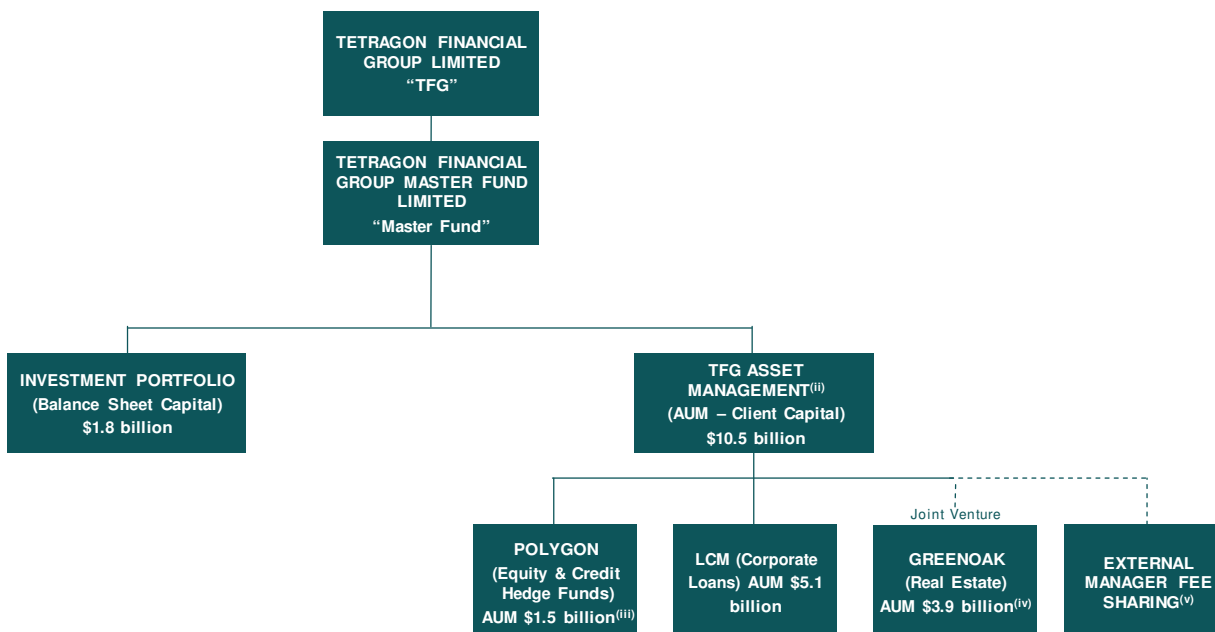 TETRAGON FINANCIAL
GROUP LIMITED
“TFG”
TETRAGON FINANCIAL
GROUP MASTER FUND
LIMITED
“Master Fund”
INVESTMENT PORTFOLIO
(Balance Sheet Capital)
$1.8 billion
TFG ASSET
MANAGEMENT(ii)
(AUM – Client Capital)
$10.5 billion
POLYGON
(Equity & Credit
Hedge Funds)
AUM $1.5 billion(iii)
LCM (Corporate
Loans) AUM $5.1
billion
Joint Venture
GREENOAK
(Real Estate)
AUM $3.9 billion(iv)
EXTERNAL
MANAGER FEE
SHARING(v)